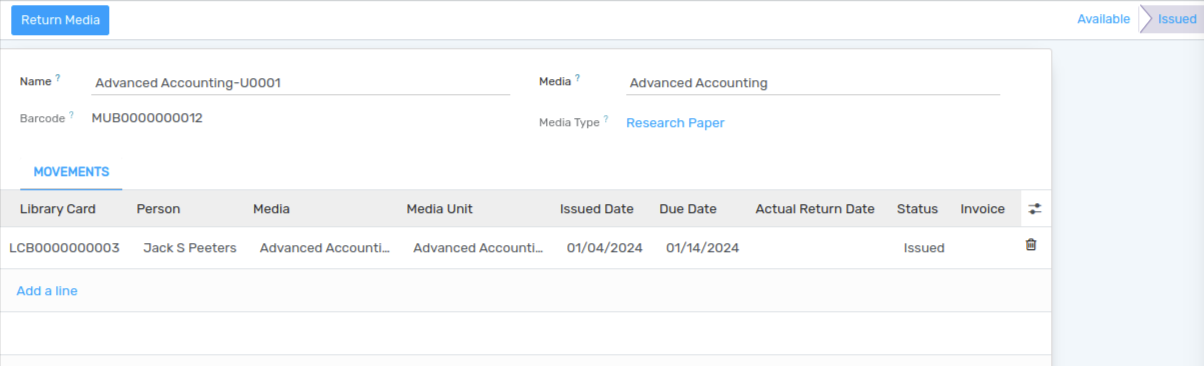 Return Media
Available Issued
Name ? Advanced Accounting-U0001 Media ? Advanced Accounting
Barcode ? MUB0000000012 Media Type ? Research Paper
MOVEMENTS
Library Card Person Media Media Unit Issued Date Due Date Actual Return Date Status Invoice
LCB0000000003 Jack S Peeters Advanced Accounti... Advanced Accounti... 01/04/2024 01/14/2024 Issued
Add a line